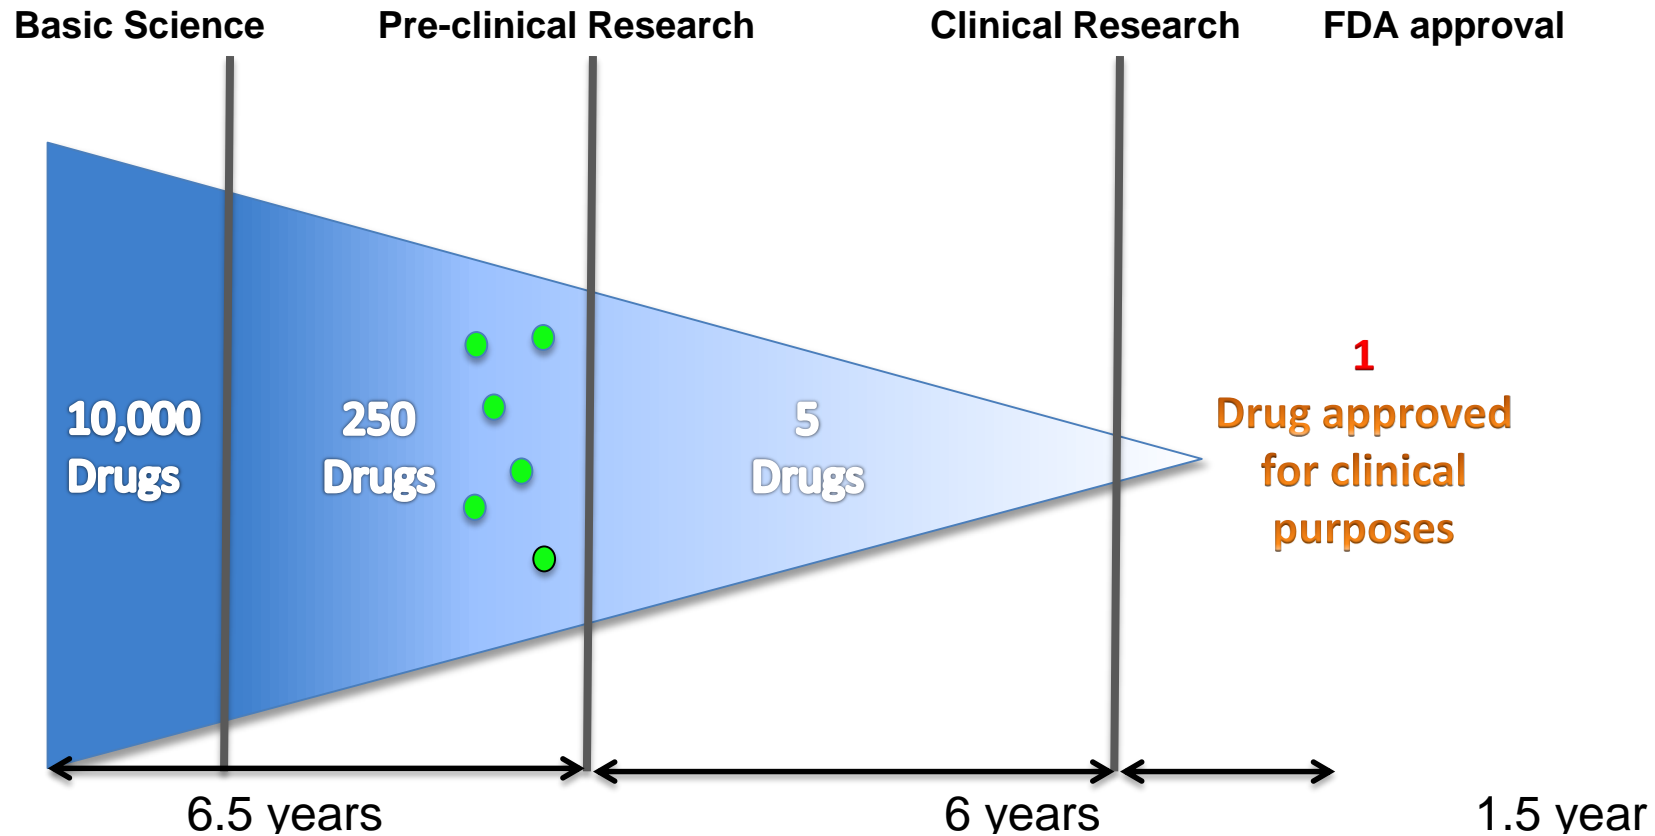 Basic Science
Pre-clinical Research
Clinical Research
FDA approval
10,000
Drugs
250
Drugs
5
Drugs
1
Drug approved
for clinical
purposes
6.5 years
6 years
1.5 year